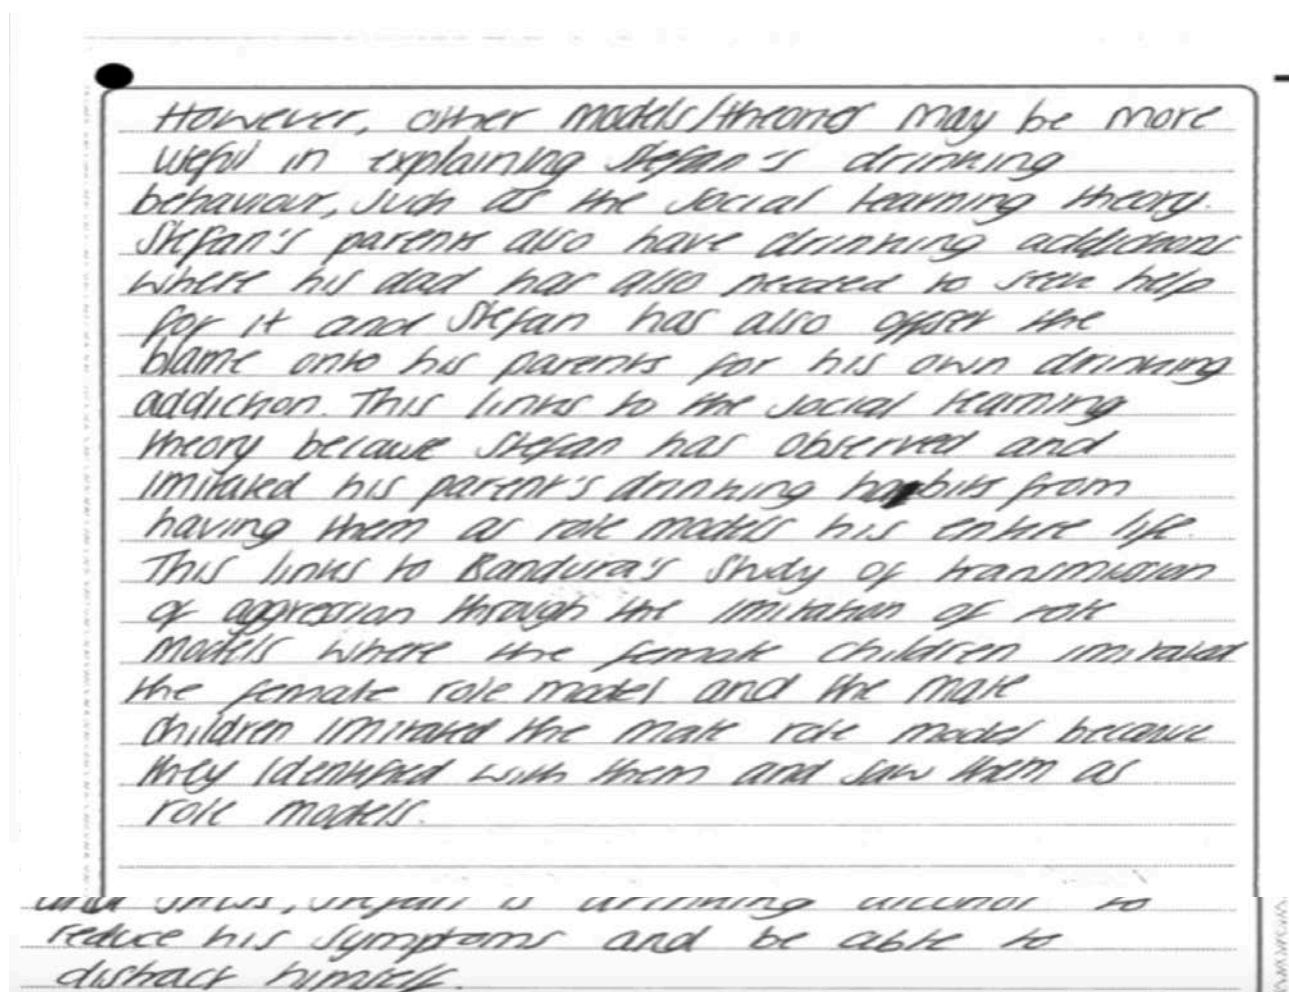 However, other models/theories may be more
useful in explaining Stefan's drinking
behaviour, such as the social learning theory.
Stefan's parents also have drinking addictions
where his dad has also needed to seek help
for it and Stefan has also offset the
blame onto his parents for his own drinking
addiction. This links to the social learning
theory because Stefan has observed and
imitated his parent's drinking habits from
having them as role models his entire life.
This links to Bandura's study of transmission
of aggression through the imitation of role
models where the female children imitated
the female role model and the male
children imitated the male role model because
they identified with them and saw them as
role models.
Stefan is drinking alcohol to
reduce his symptoms and be able to
distract himself.